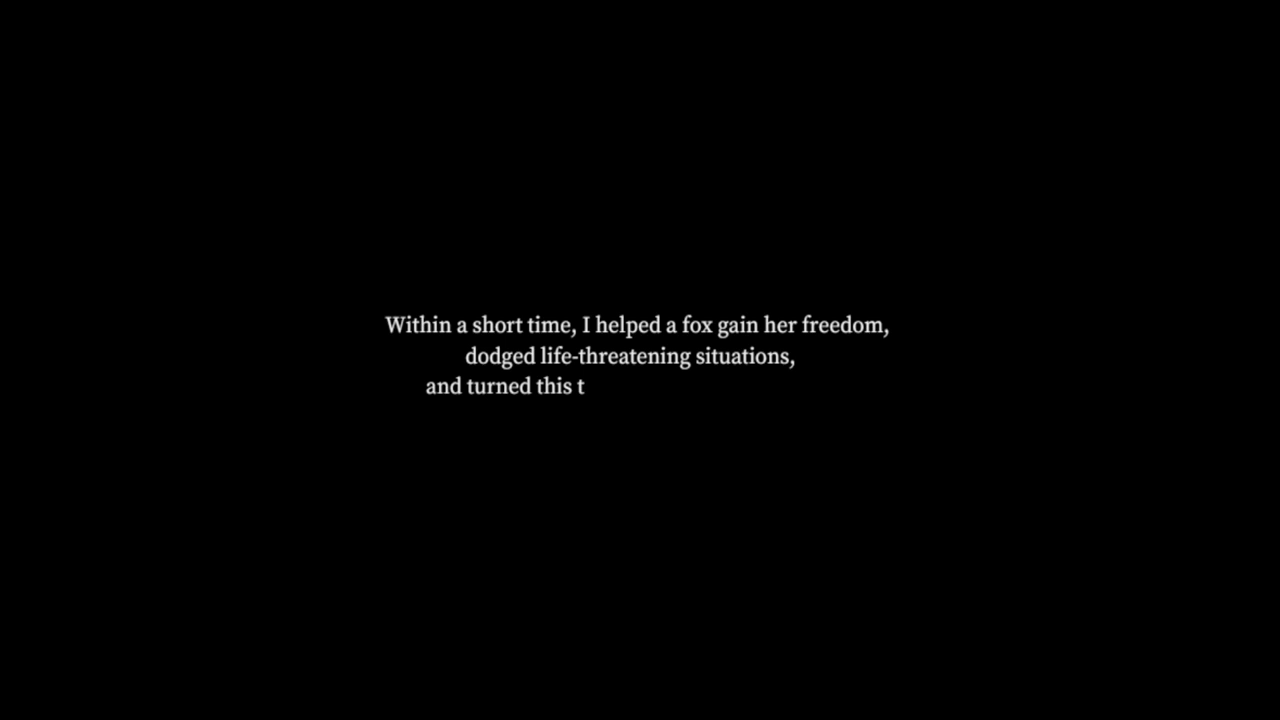 Within a short time, I helped a fox gain her freedom,
dodged life-threatening situations,
and turned this t